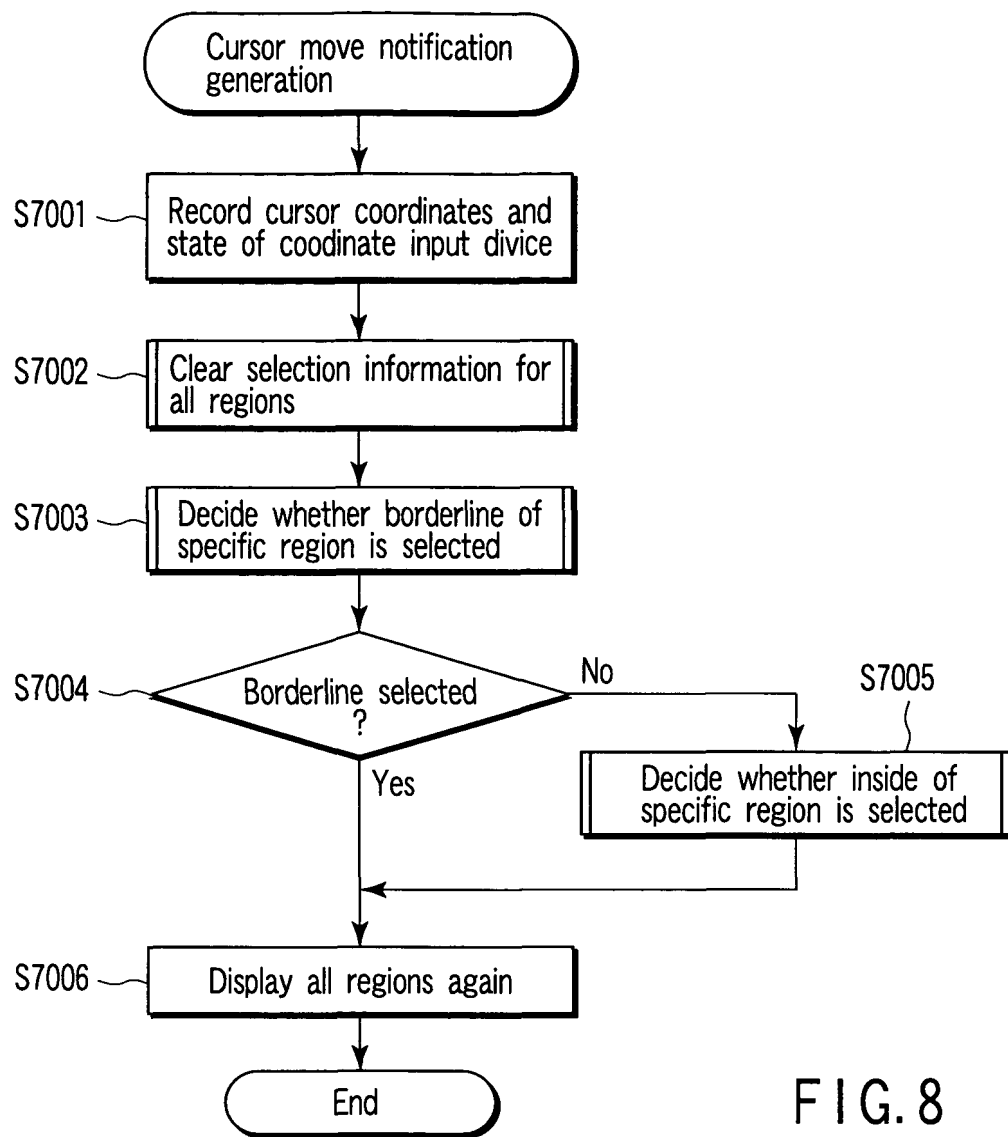 Cursor move notification
generation
S7001
Record cursor coordinates and
state of coodinate input divice
S7002
Clear selection information for
all regions
S7003
Decide whether borderline of
specific region is selected
S7004
Borderline selected
?
No
Yes
S7005
Decide whether inside of
specific region is selected
S7006
Display all regions again
End
FIG. 8